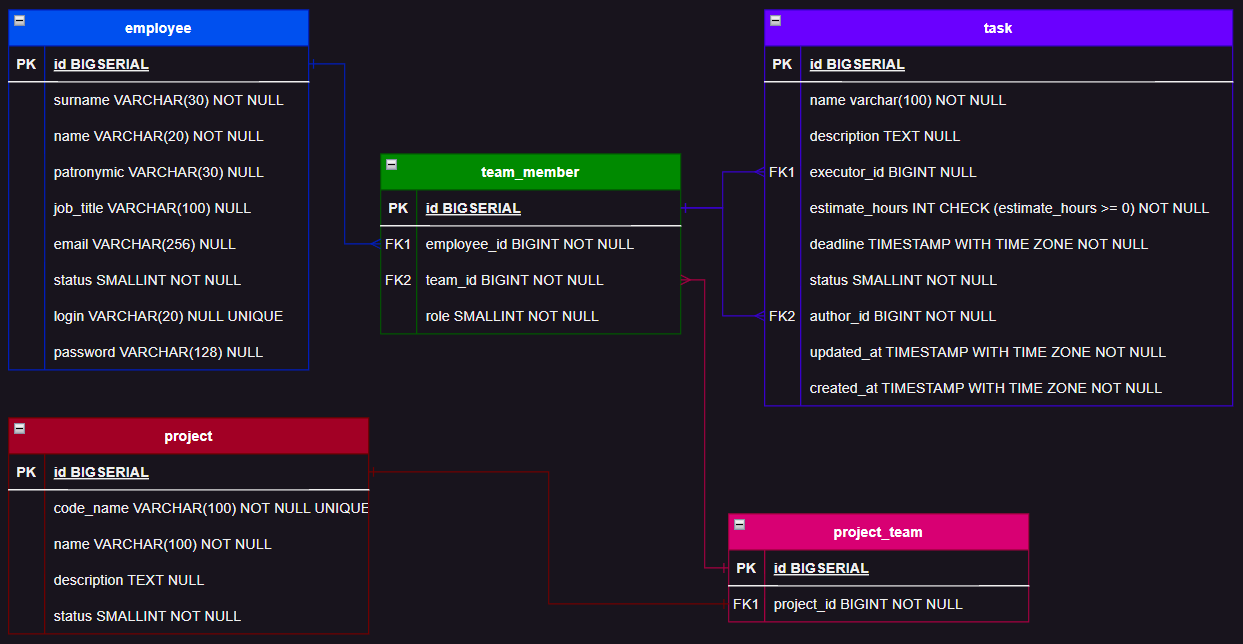 employee
PK id BIGSERIAL
surname VARCHAR(30) NOT NULL
name VARCHAR(20) NOT NULL
patronymic VARCHAR(30) NULL
job_title VARCHAR(100) NULL
email VARCHAR(256) NULL
status SMALLINT NOT NULL
login VARCHAR(20) NULL UNIQUE
password VARCHAR(128) NULL
team_member
PK id BIGSERIAL
FK1 employee_id BIGINT NOT NULL
FK2 team_id BIGINT NOT NULL
role SMALLINT NOT NULL
task
PK id BIGSERIAL
name varchar(100) NOT NULL
description TEXT NULL
FK1 executor_id BIGINT NULL
estimate_hours INT CHECK (estimate_hours >= 0) NOT NULL
deadline TIMESTAMP WITH TIME ZONE NOT NULL
status SMALLINT NOT NULL
FK2 author_id BIGINT NOT NULL
updated_at TIMESTAMP WITH TIME ZONE NOT NULL
created_at TIMESTAMP WITH TIME ZONE NOT NULL
project
PK id BIGSERIAL
code_name VARCHAR(100) NOT NULL UNIQUE
name VARCHAR(100) NOT NULL
description TEXT NULL
status SMALLINT NOT NULL
project_team
PK id BIGSERIAL
FK1 project_id BIGINT NOT NULL